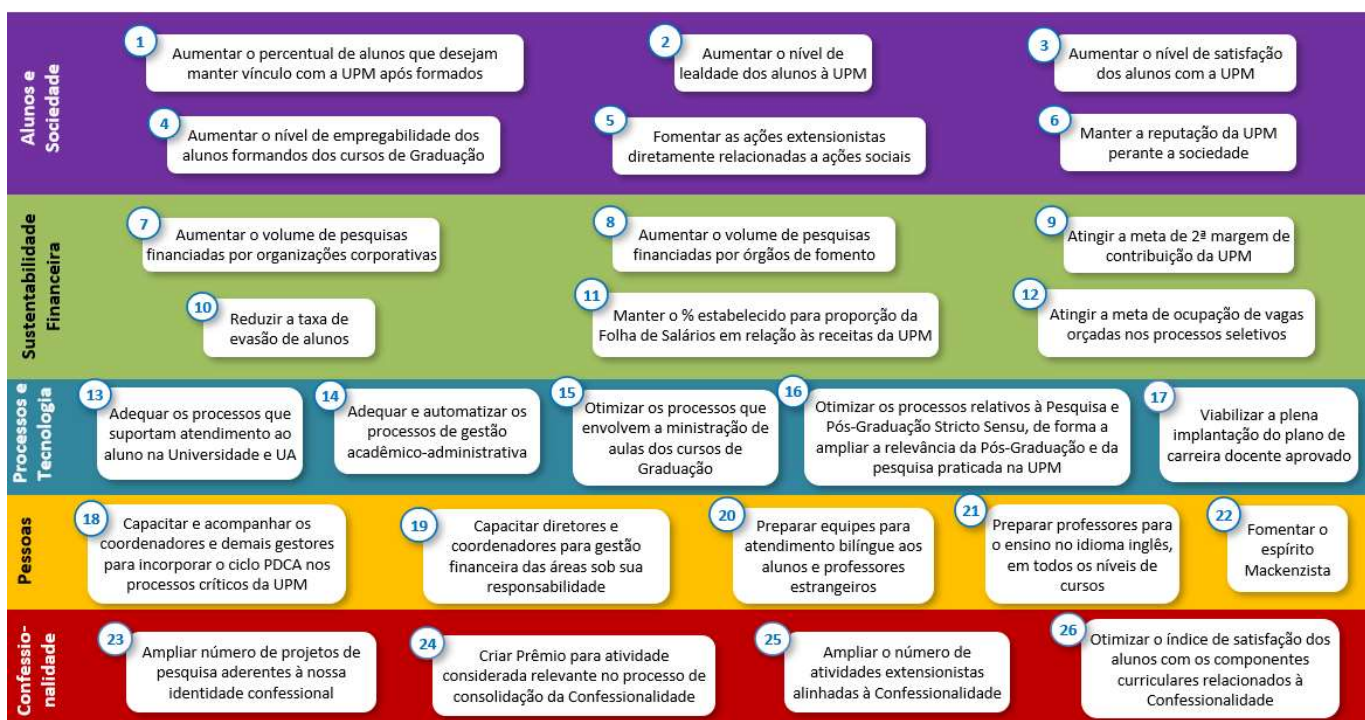 Alunos e
Sociedade
1
Aumentar o percentual de alunos que desejam
manter vínculo com a UPM após formados
2
Aumentar o nível de
lealdade dos alunos à UPM
3
Aumentar o nível de satisfação
dos alunos com a UPM
4
Aumentar o nível de empregabilidade dos
alunos formandos dos cursos de Graduação
5
Fomentar as ações extensionistas
diretamente relacionadas a ações sociais
6
Manter a reputação da UPM
perante a sociedade
Sustentabilidade
Financeira
7
Aumentar o volume de pesquisas
financiadas por organizações corporativas
8
Aumentar o volume de pesquisas
financiadas por órgãos de fomento
9
Atingir a meta de 2ª margem de
contribuição da UPM
10
Reduzir a taxa de
evasão de alunos
11
Manter o % estabelecido para proporção da
Folha de Salários em relação às receitas da UPM
12
Atingir a meta de ocupação de vagas
orçadas nos processos seletivos
Processos e
Tecnologia
13
Adequar os processos que
suportam atendimento ao
aluno na Universidade e UA
14
Adequar e automatizar os
processos de gestão
acadêmico-administrativa
15
Otimizar os processos que
envolvem a ministração de
aulas dos cursos de
Graduação
16
Otimizar os processos relativos à Pesquisa e
Pós-Graduação Stricto Sensu, de forma a
ampliar a relevância da Pós-Graduação e da
pesquisa praticada na UPM
17
Viabilizar a plena
implantação do plano de
carreira docente aprovado
Pessoas
18
Capacitar e acompanhar os
coordenadores e demais gestores
para incorporar o ciclo PDCA nos
processos críticos da UPM
19
Capacitar diretores e
coordenadores para gestão
financeira das áreas sob sua
responsabilidade
20
Preparar equipes para
atendimento bilíngue aos
alunos e professores
estrangeiros
21
Preparar professores para
o ensino no idioma inglês,
em todos os níveis de
cursos
22
Fomentar o
espírito
Mackenzista
Confessio-
nalidade
23
Ampliar número de projetos de
pesquisa aderentes à nossa
identidade confessional
24
Criar Prêmio para atividade
considerada relevante no processo de
consolidação da Confessionalidade
25
Ampliar o número de
atividades extensionistas
alinhadas à Confessionalidade
26
Otimizar o índice de satisfação dos
alunos com os componentes
curriculares relacionados à
Confessionalidade